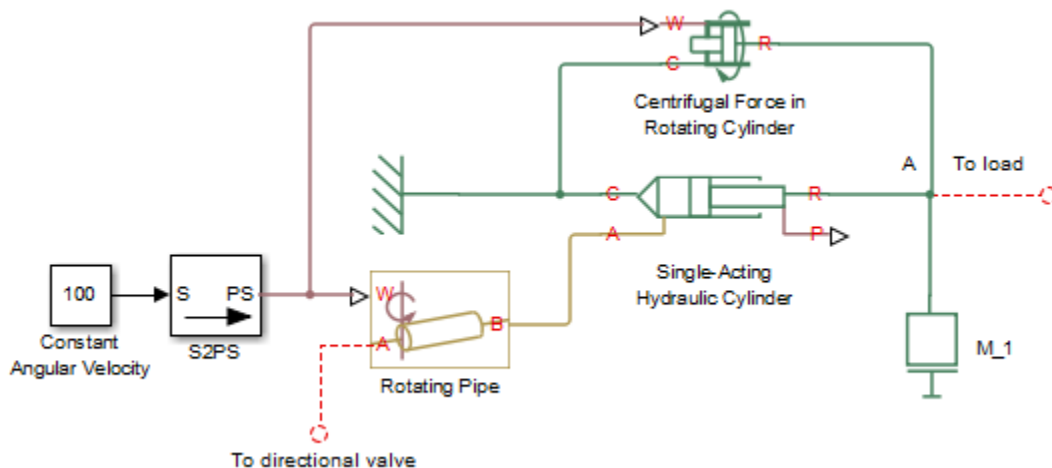 W
R
C
Centrifugal Force in
Rotating Cylinder
A
To load
C
R
A
P
Single-Acting
Hydraulic Cylinder
100
S PS
Constant
Angular Velocity
S2PS
W
B
A
Rotating Pipe
M_1
To directional valve